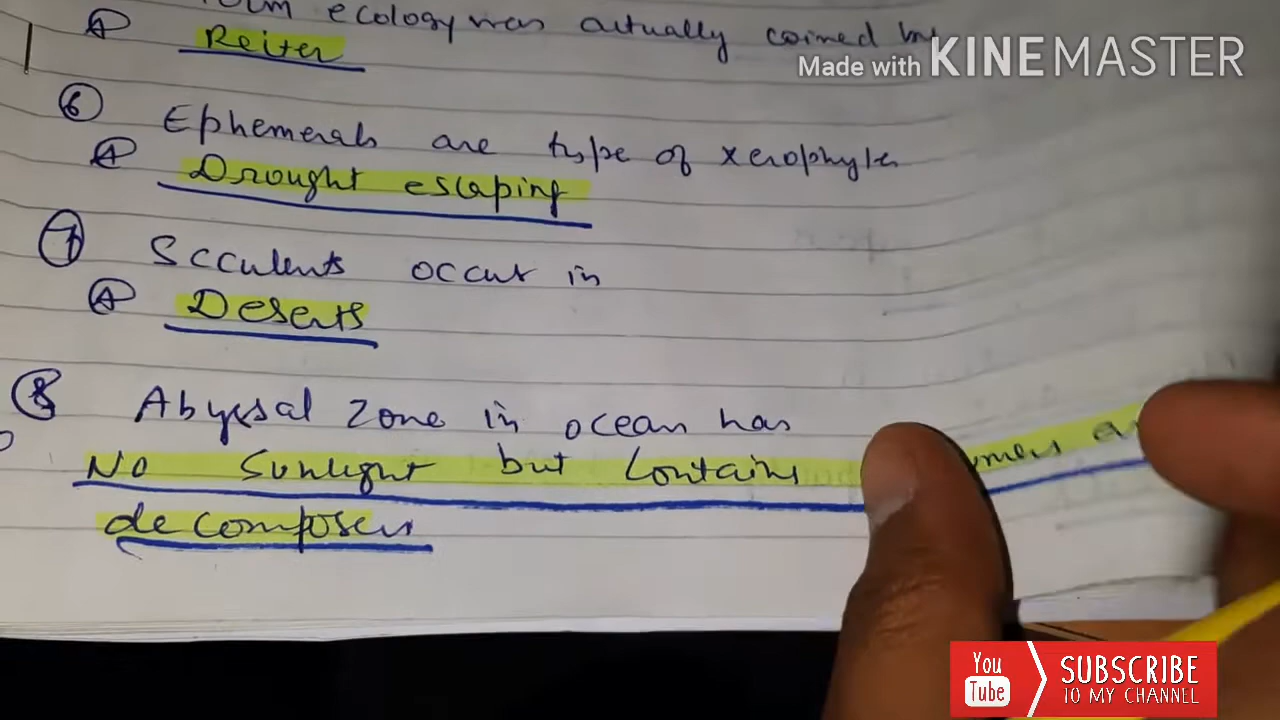 ecology was actually coined by
A Reiter
Made with KINEMASTER
6 Ephemerals are type of xerophyte
A Drought escaping
7 Scculents occur in
A Deserts
8 Abyssal zone in ocean has
No Sunlight but Contains
decomposers
You Tube SUBSCRIBE
TO MY CHANNEL